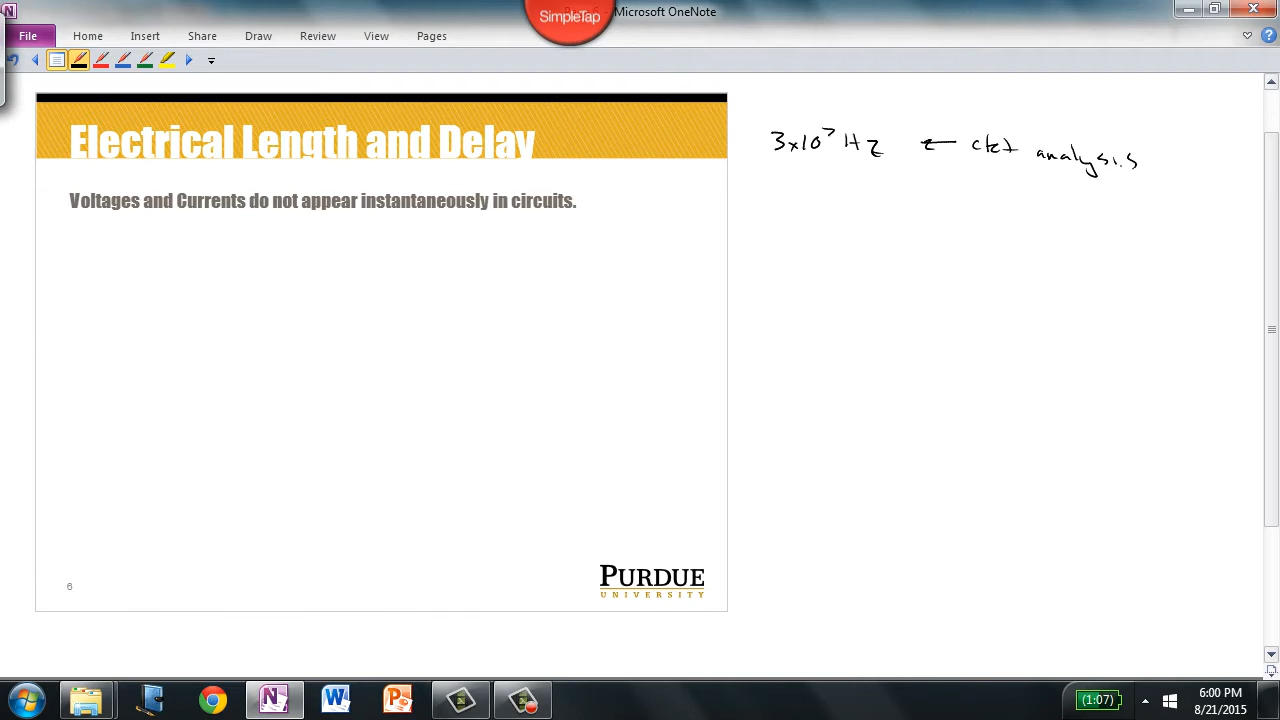 SimpleTap
Microsoft OneNote
File Home Insert Share Draw Review View Pages
Electrical Length and Delay
Voltages and Currents do not appear instantaneously in circuits.
3x10⁷ Hz ← ckt analysis
6
PURDUE
UNIVERSITY
(1:07)
6:00 PM
8/21/2015